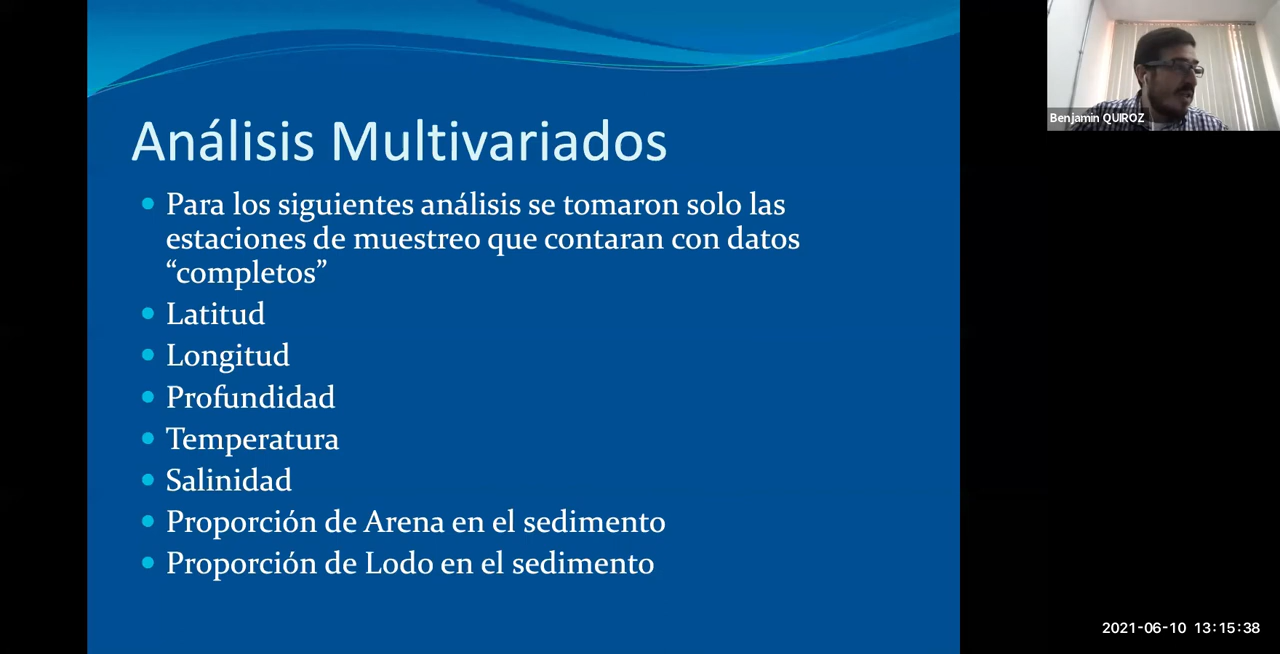 Análisis Multivariados
Para los siguientes análisis se tomaron solo las
estaciones de muestreo que contaran con datos
“completos”
Latitud
Longitud
Profundidad
Temperatura
Salinidad
Proporción de Arena en el sedimento
Proporción de Lodo en el sedimento
Benjamin QUIROZ
2021-06-10 13:15:38